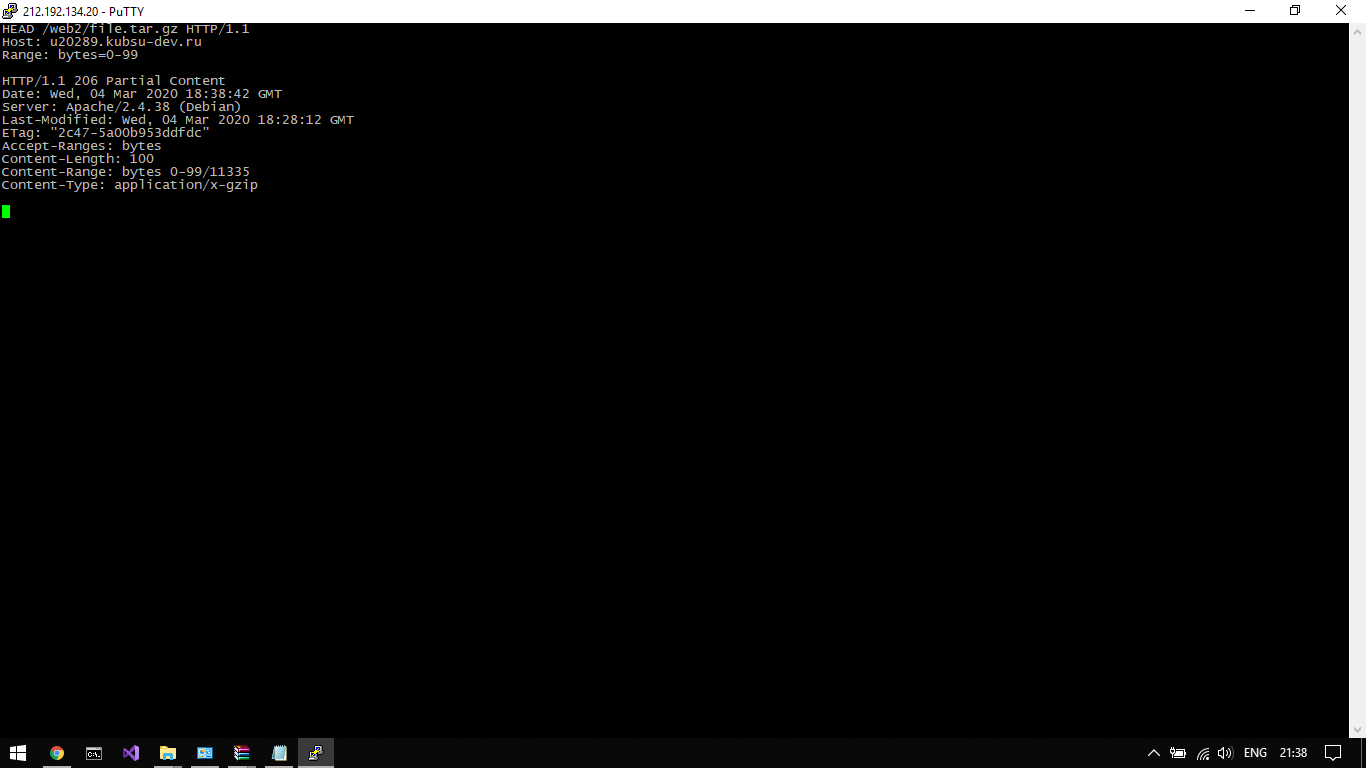 212.192.134.20 - PuTTY
HEAD /web2/file.tar.gz HTTP/1.1
Host: u20289.kubsu-dev.ru
Range: bytes=0-99
HTTP/1.1 206 Partial Content
Date: Wed, 04 Mar 2020 18:38:42 GMT
Server: Apache/2.4.38 (Debian)
Last-Modified: Wed, 04 Mar 2020 18:28:12 GMT
ETag: "2c47-5a00b953ddfdc"
Accept-Ranges: bytes
Content-Length: 100
Content-Range: bytes 0-99/11335
Content-Type: application/x-gzip
ENG 21:38